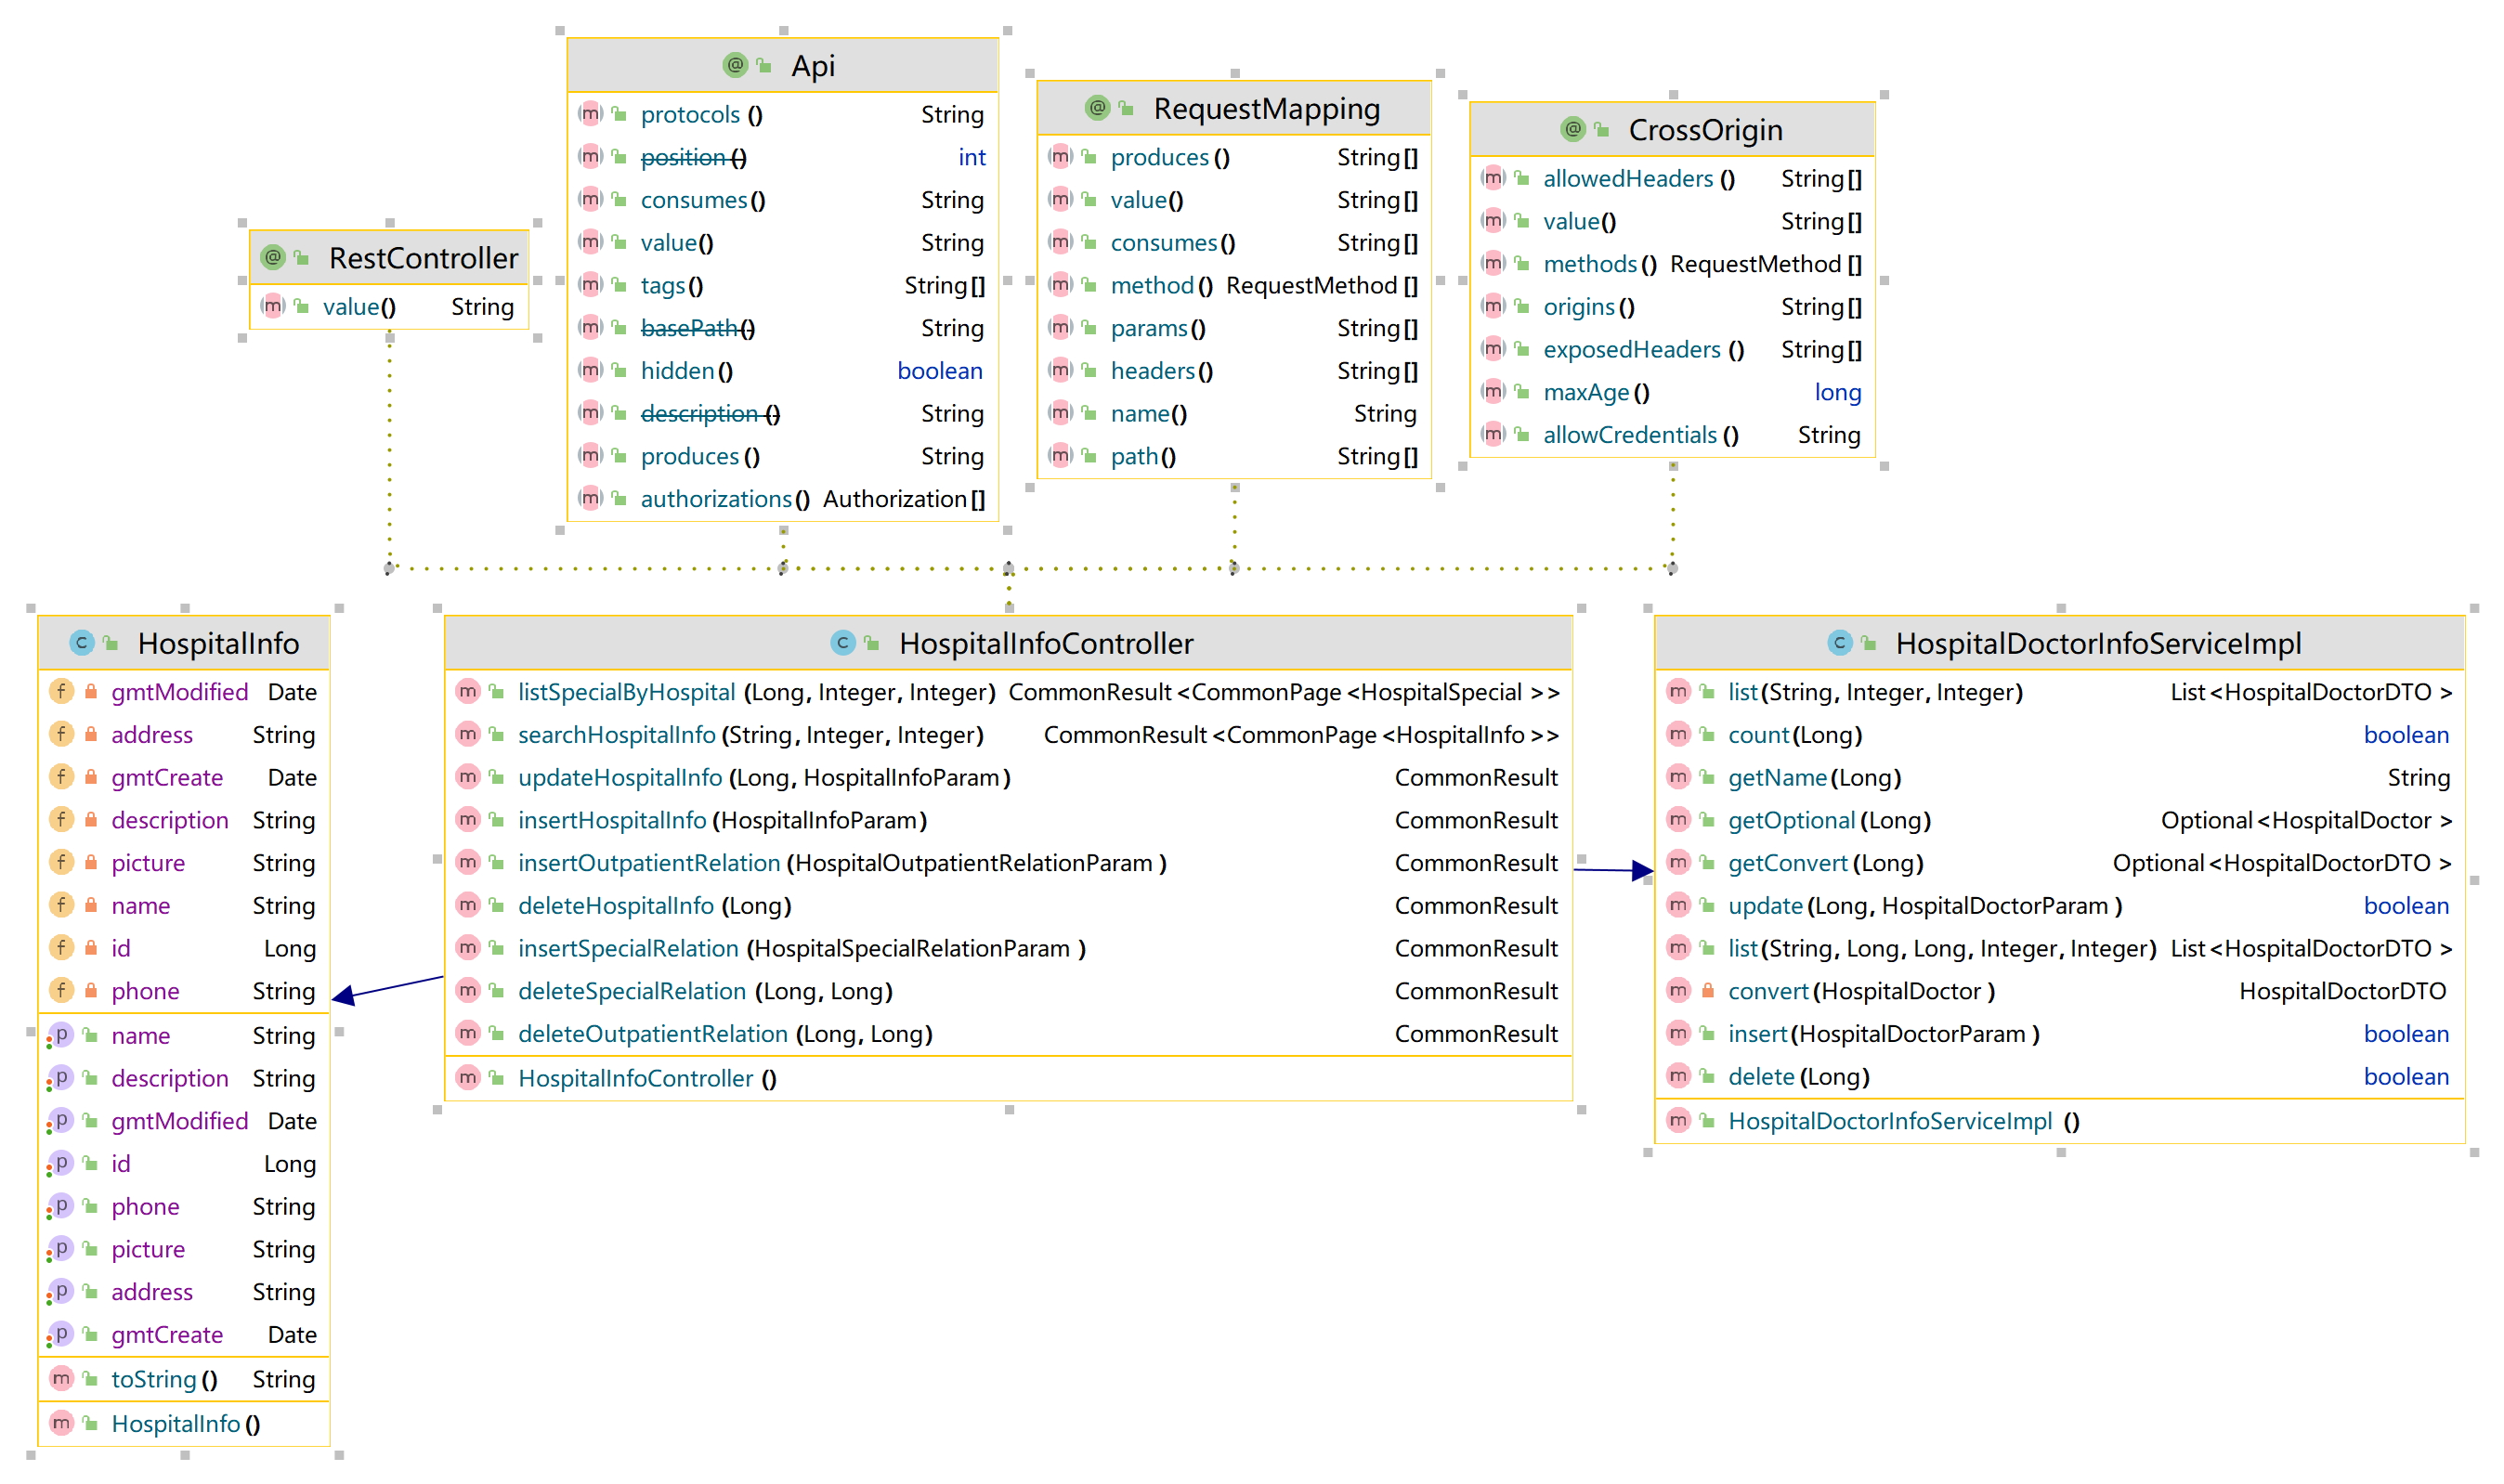 RestController
value() String
Api
protocols () String
position () int
consumes() String
value() String
tags() String[]
basePath() String
hidden() boolean
description () String
produces () String
authorizations() Authorization[]
RequestMapping
produces() String[]
value() String[]
consumes() String[]
method() RequestMethod []
params() String[]
headers() String[]
name() String
path() String[]
CrossOrigin
allowedHeaders () String[]
value() String[]
methods() RequestMethod []
origins() String[]
exposedHeaders () String[]
maxAge() long
allowCredentials () String
HospitalInfo
gmtModified Date
address String
gmtCreate Date
description String
picture String
name String
id Long
phone String
name String
description String
gmtModified Date
id Long
phone String
picture String
address String
gmtCreate Date
toString() String
HospitalInfo()
HospitalInfoController
listSpecialByHospital (Long, Integer, Integer) CommonResult<CommonPage<HospitalSpecial >>
searchHospitalInfo(String, Integer, Integer) CommonResult<CommonPage<HospitalInfo>>
updateHospitalInfo(Long, HospitalInfoParam) CommonResult
insertHospitalInfo(HospitalInfoParam) CommonResult
insertOutpatientRelation(HospitalOutpatientRelationParam ) CommonResult
deleteHospitalInfo(Long) CommonResult
insertSpecialRelation (HospitalSpecialRelationParam ) CommonResult
deleteSpecialRelation (Long, Long) CommonResult
deleteOutpatientRelation (Long, Long) CommonResult
HospitalInfoController ()
HospitalDoctorInfoServiceImpl
list(String, Integer, Integer) List<HospitalDoctorDTO >
count(Long) boolean
getName(Long) String
getOptional(Long) Optional<HospitalDoctor >
getConvert(Long) Optional<HospitalDoctorDTO >
update(Long, HospitalDoctorParam ) boolean
list(String, Long, Long, Integer, Integer) List<HospitalDoctorDTO >
convert(HospitalDoctor ) HospitalDoctorDTO
insert(HospitalDoctorParam ) boolean
delete(Long) boolean
HospitalDoctorInfoServiceImpl ()